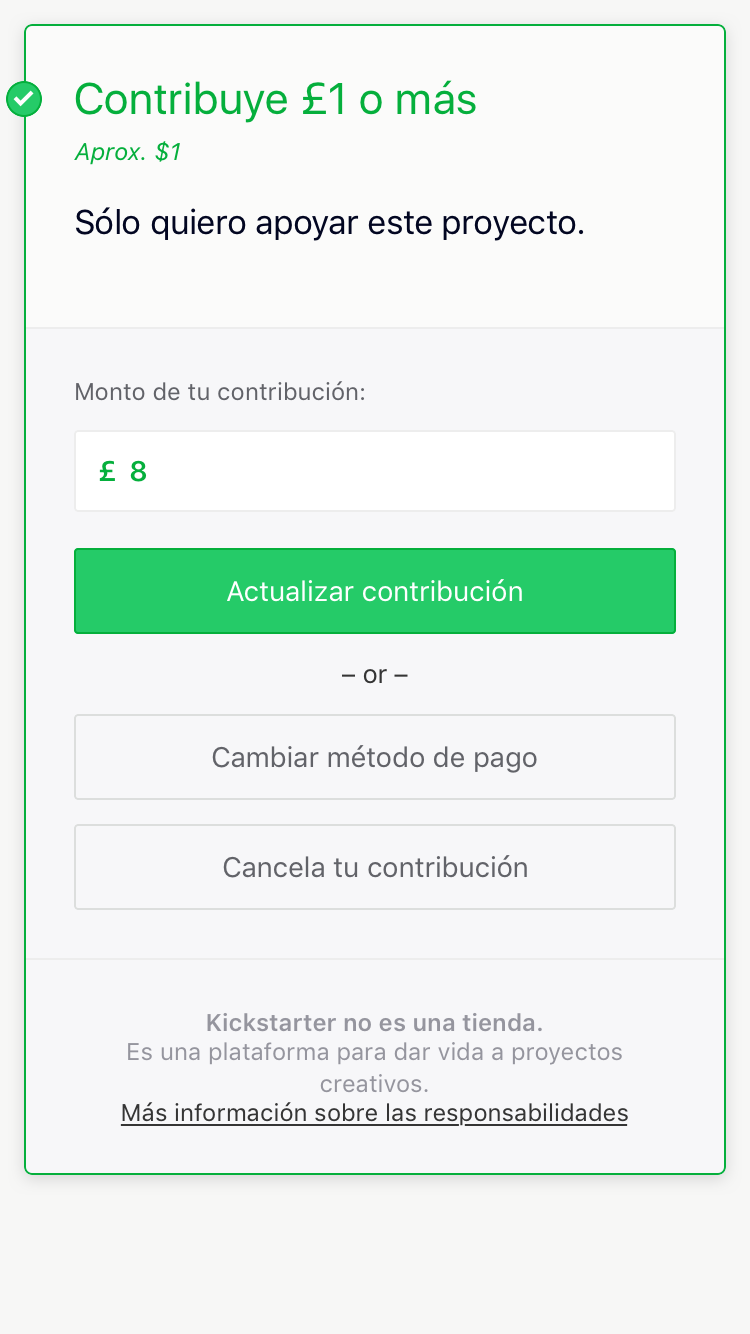 Contribuye £1 o más
Aprox. $1
Sólo quiero apoyar este proyecto.
Monto de tu contribución:
£ 8
Actualizar contribución
– or –
Cambiar método de pago
Cancela tu contribución
Kickstarter no es una tienda.
Es una plataforma para dar vida a proyectos
creativos.
Más información sobre las responsabilidades